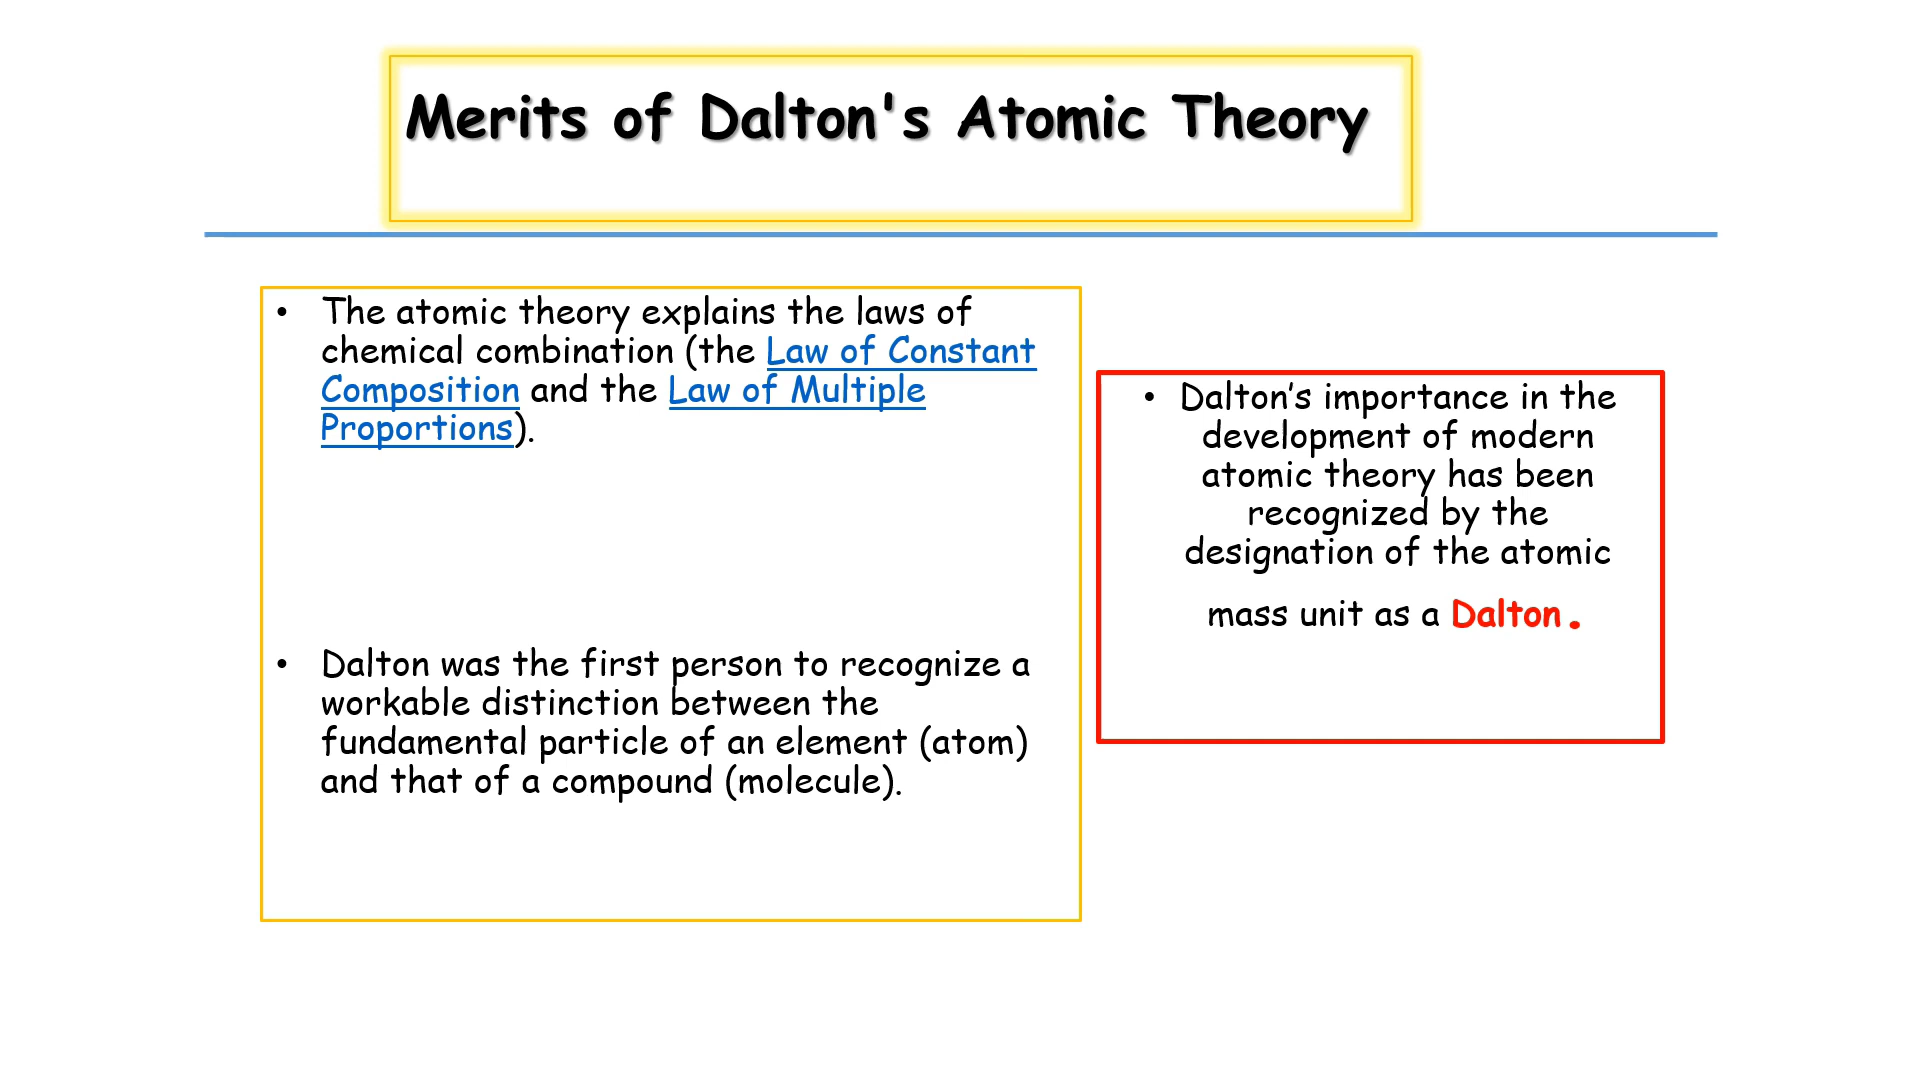 Merits of Dalton's Atomic Theory
• The atomic theory explains the laws of
chemical combination (the Law of Constant
Composition and the Law of Multiple
Proportions).
• Dalton was the first person to recognize a
workable distinction between the
fundamental particle of an element (atom)
and that of a compound (molecule).
• Dalton’s importance in the
development of modern
atomic theory has been
recognized by the
designation of the atomic
mass unit as a Dalton.